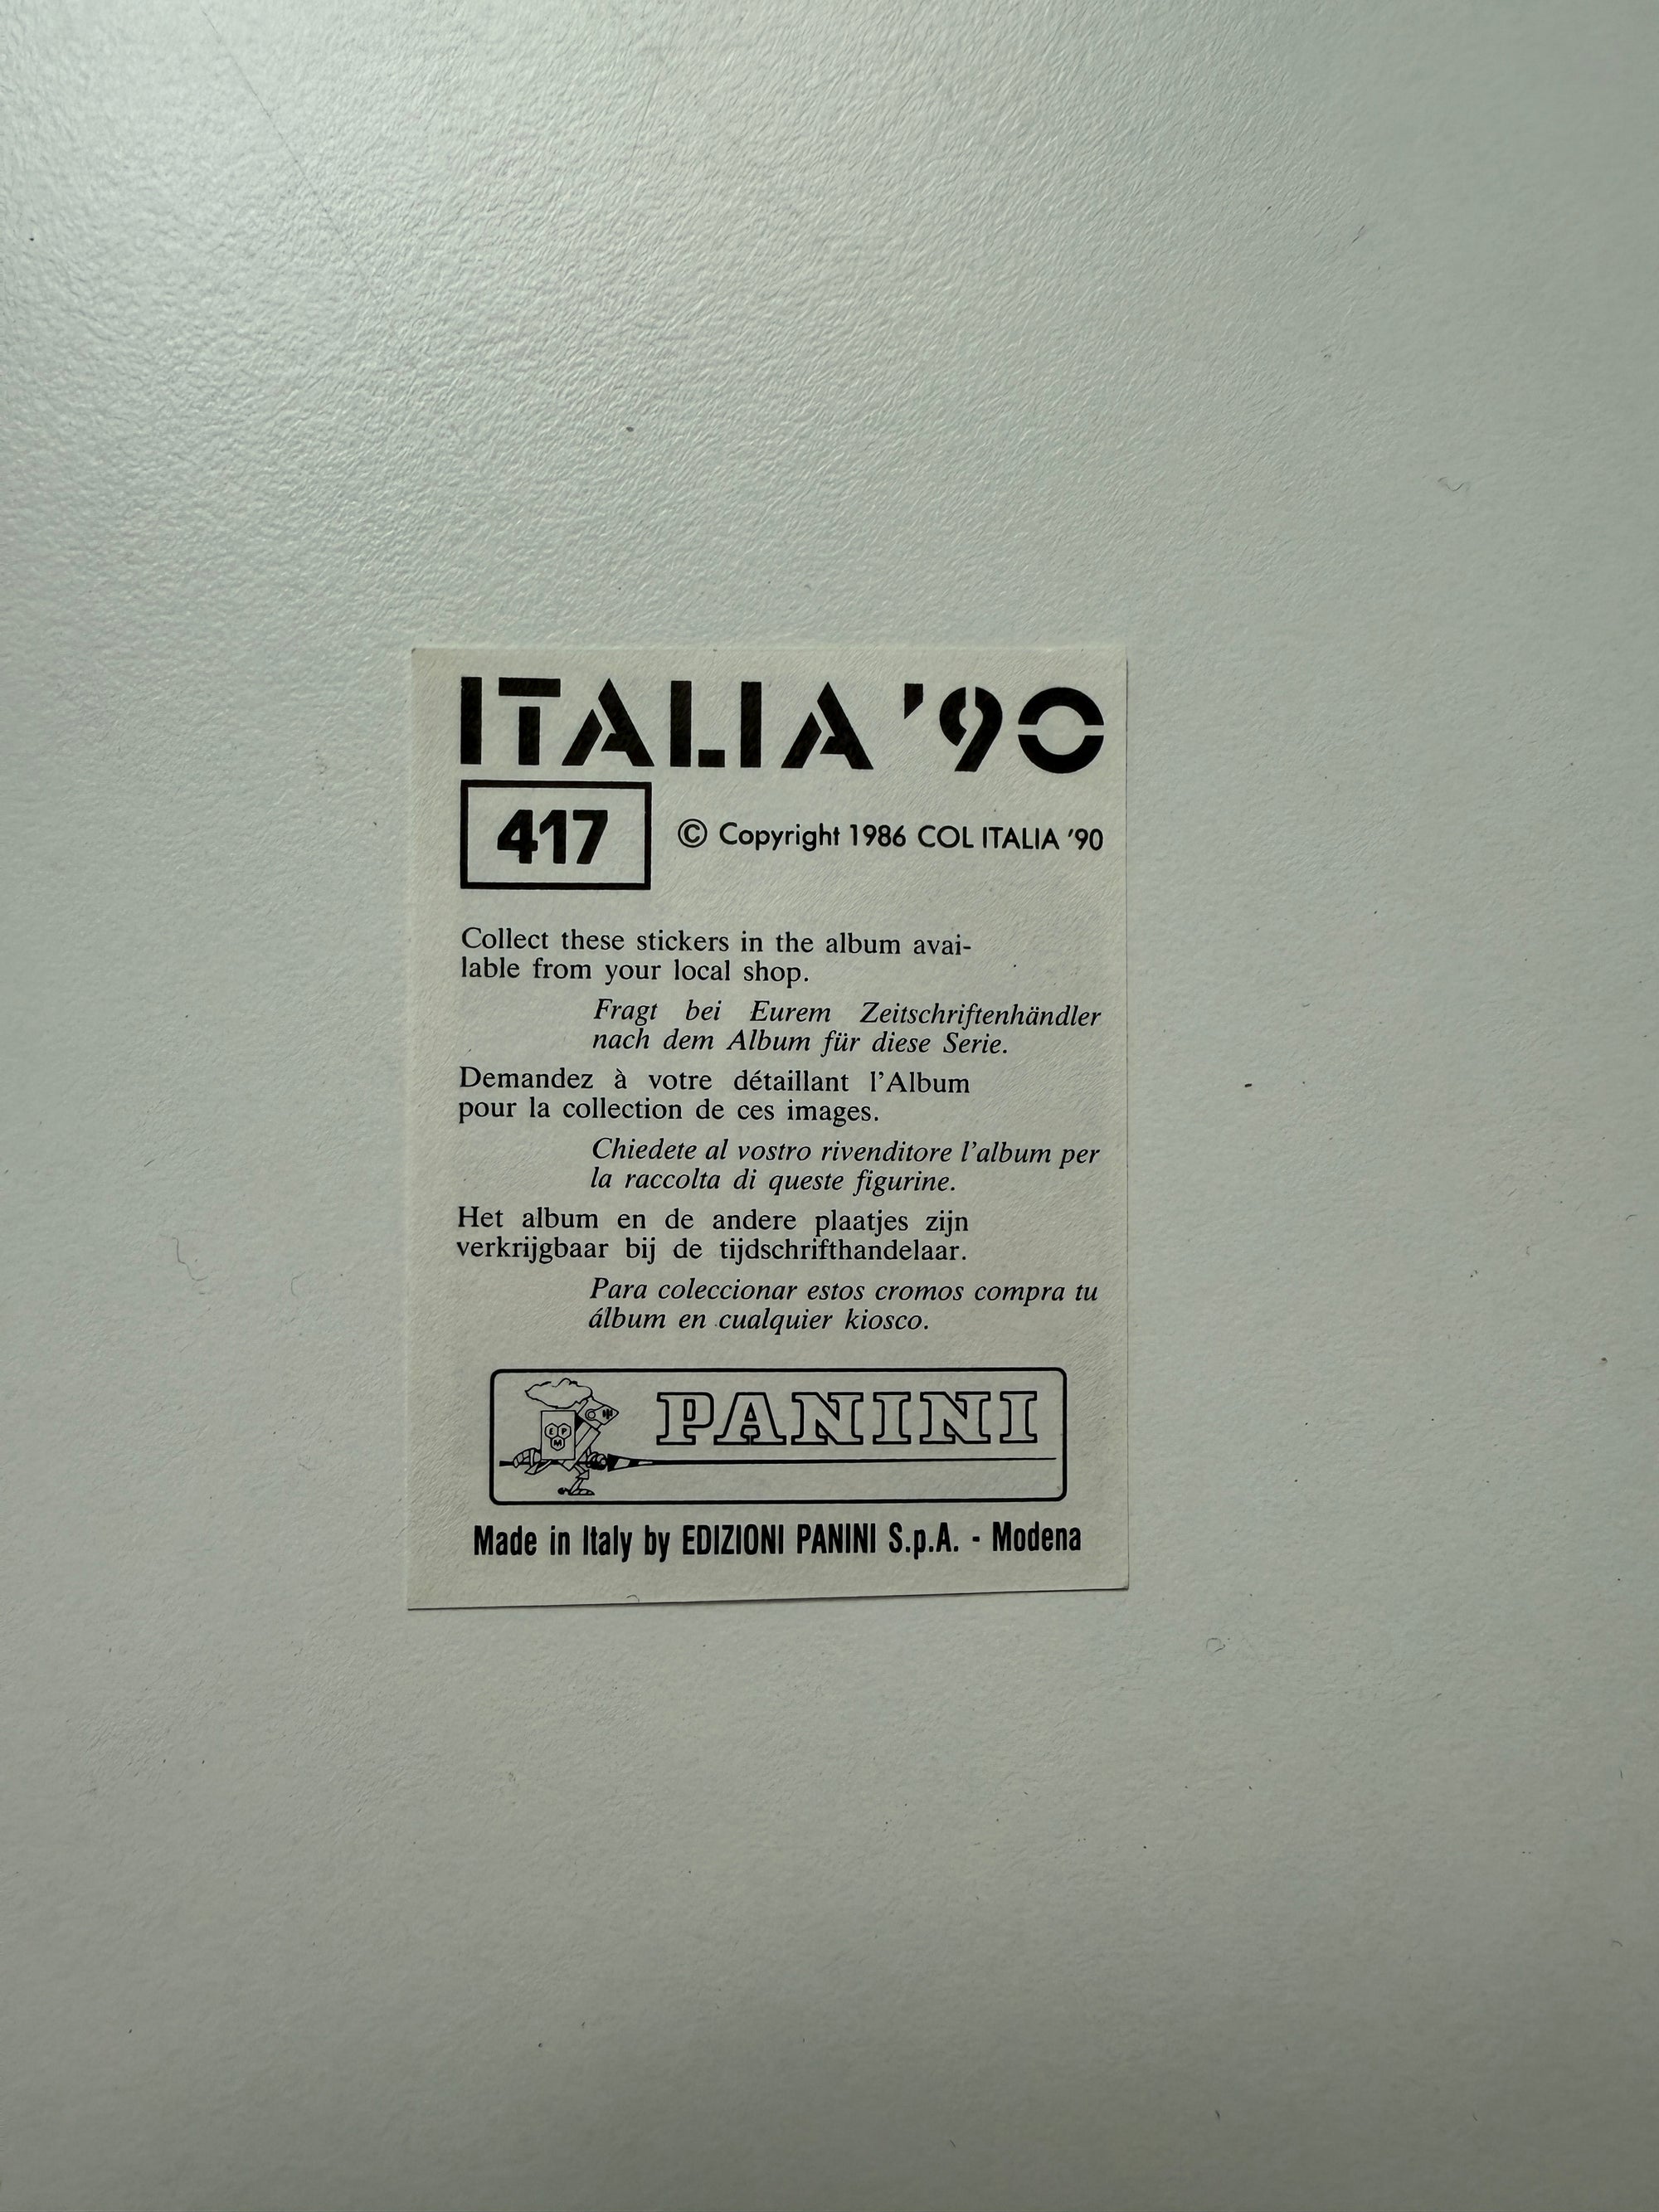 ITALIA '90
417
© Copyright 1986 COL ITALIA '90
Collect these stickers in the album avai-
lable from your local shop.
Fragt bei Eurem Zeitschriftenhändler
nach dem Album für diese Serie.
Demandez à votre détaillant l'Album
pour la collection de ces images.
Chiedete al vostro rivenditore l'album per
la raccolta di queste figurine.
Het album en de andere plaatjes zijn
verkrijgbaar bij de tijdschrifthandelaar.
Para coleccionar estos cromos compra tu
álbum en cualquier kiosco.
E P
M
PANINI
Made in Italy by EDIZIONI PANINI S.p.A. - Modena